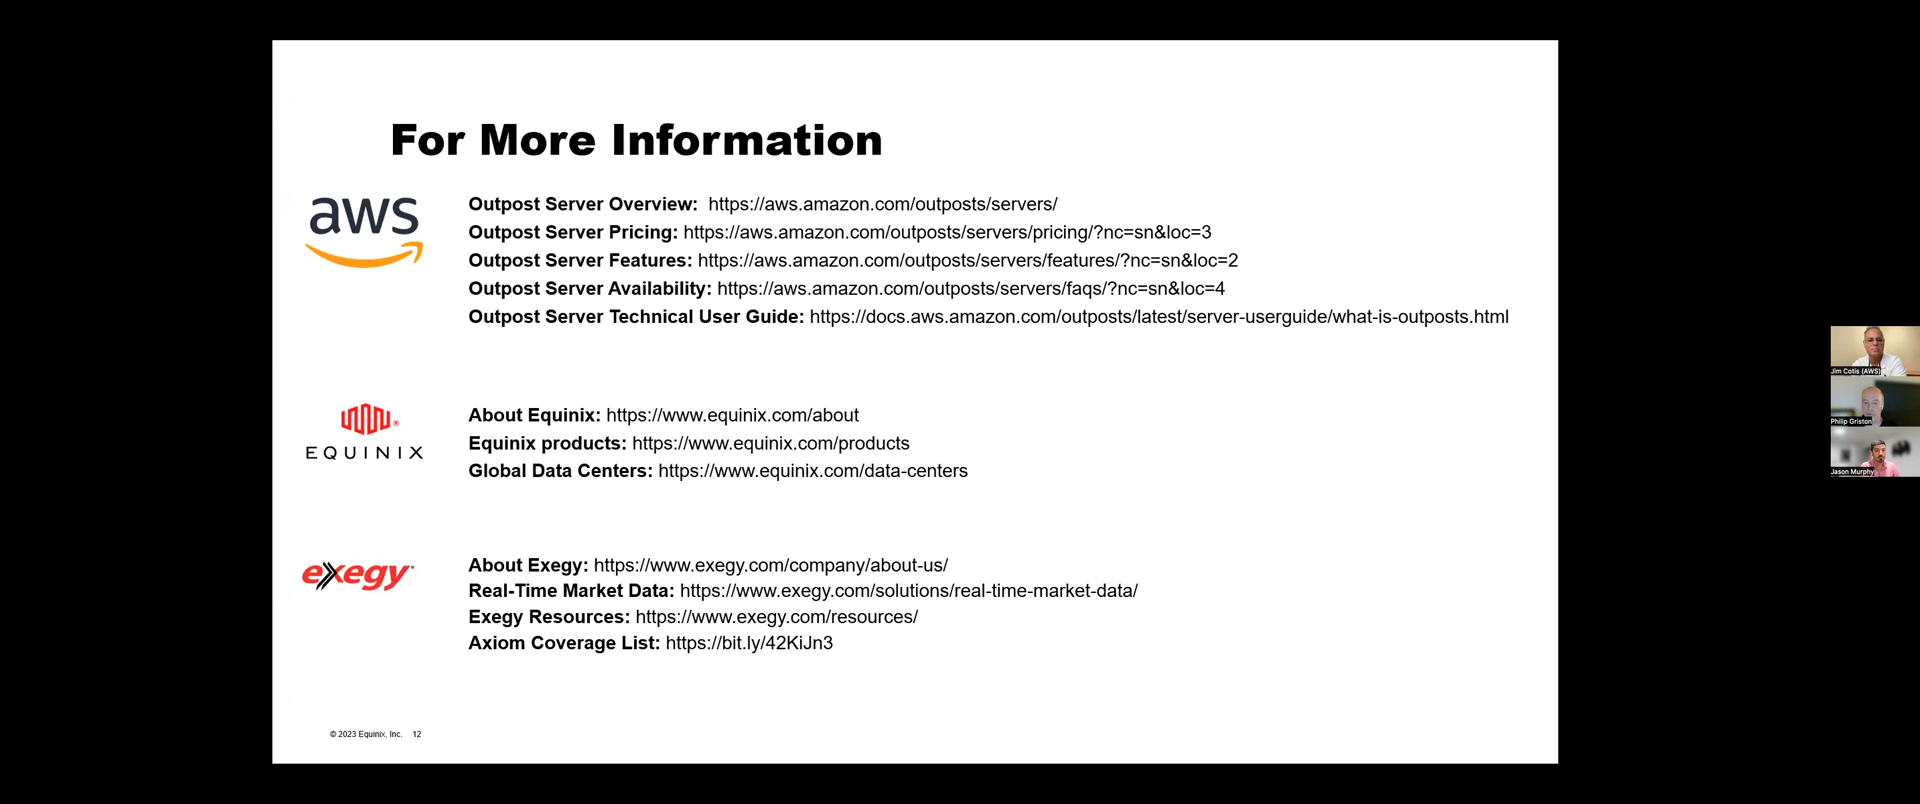 For More Information
aws
Outpost Server Overview: https://aws.amazon.com/outposts/servers/
Outpost Server Pricing: https://aws.amazon.com/outposts/servers/pricing/?nc=sn&loc=3
Outpost Server Features: https://aws.amazon.com/outposts/servers/features/?nc=sn&loc=2
Outpost Server Availability: https://aws.amazon.com/outposts/servers/faqs/?nc=sn&loc=4
Outpost Server Technical User Guide: https://docs.aws.amazon.com/outposts/latest/server-userguide/what-is-outposts.html
EQUINIX
About Equinix: https://www.equinix.com/about
Equinix products: https://www.equinix.com/products
Global Data Centers: https://www.equinix.com/data-centers
exegy
About Exegy: https://www.exegy.com/company/about-us/
Real-Time Market Data: https://www.exegy.com/solutions/real-time-market-data/
Exegy Resources: https://www.exegy.com/resources/
Axiom Coverage List: https://bit.ly/42KiJn3
© 2023 Equinix, Inc. 12
Jim Cotis (AWS)
Philip Griston
Jason Murphy